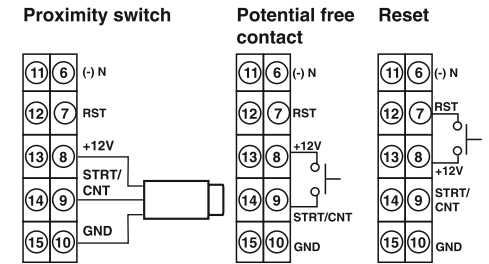 Proximity switch
11 6 (-) N
12 7 RST
+12V
13 8
STRT/
CNT
14 9
GND
15 10
Potential free
contact
11 6 (-) N
12 7 RST
+12V
13 8
14 9
STRT/CNT
15 10 GND
Reset
11 6 (-) N
RST
12 7
13 8
+12V
STRT/
14 9
CNT
15 10 GND